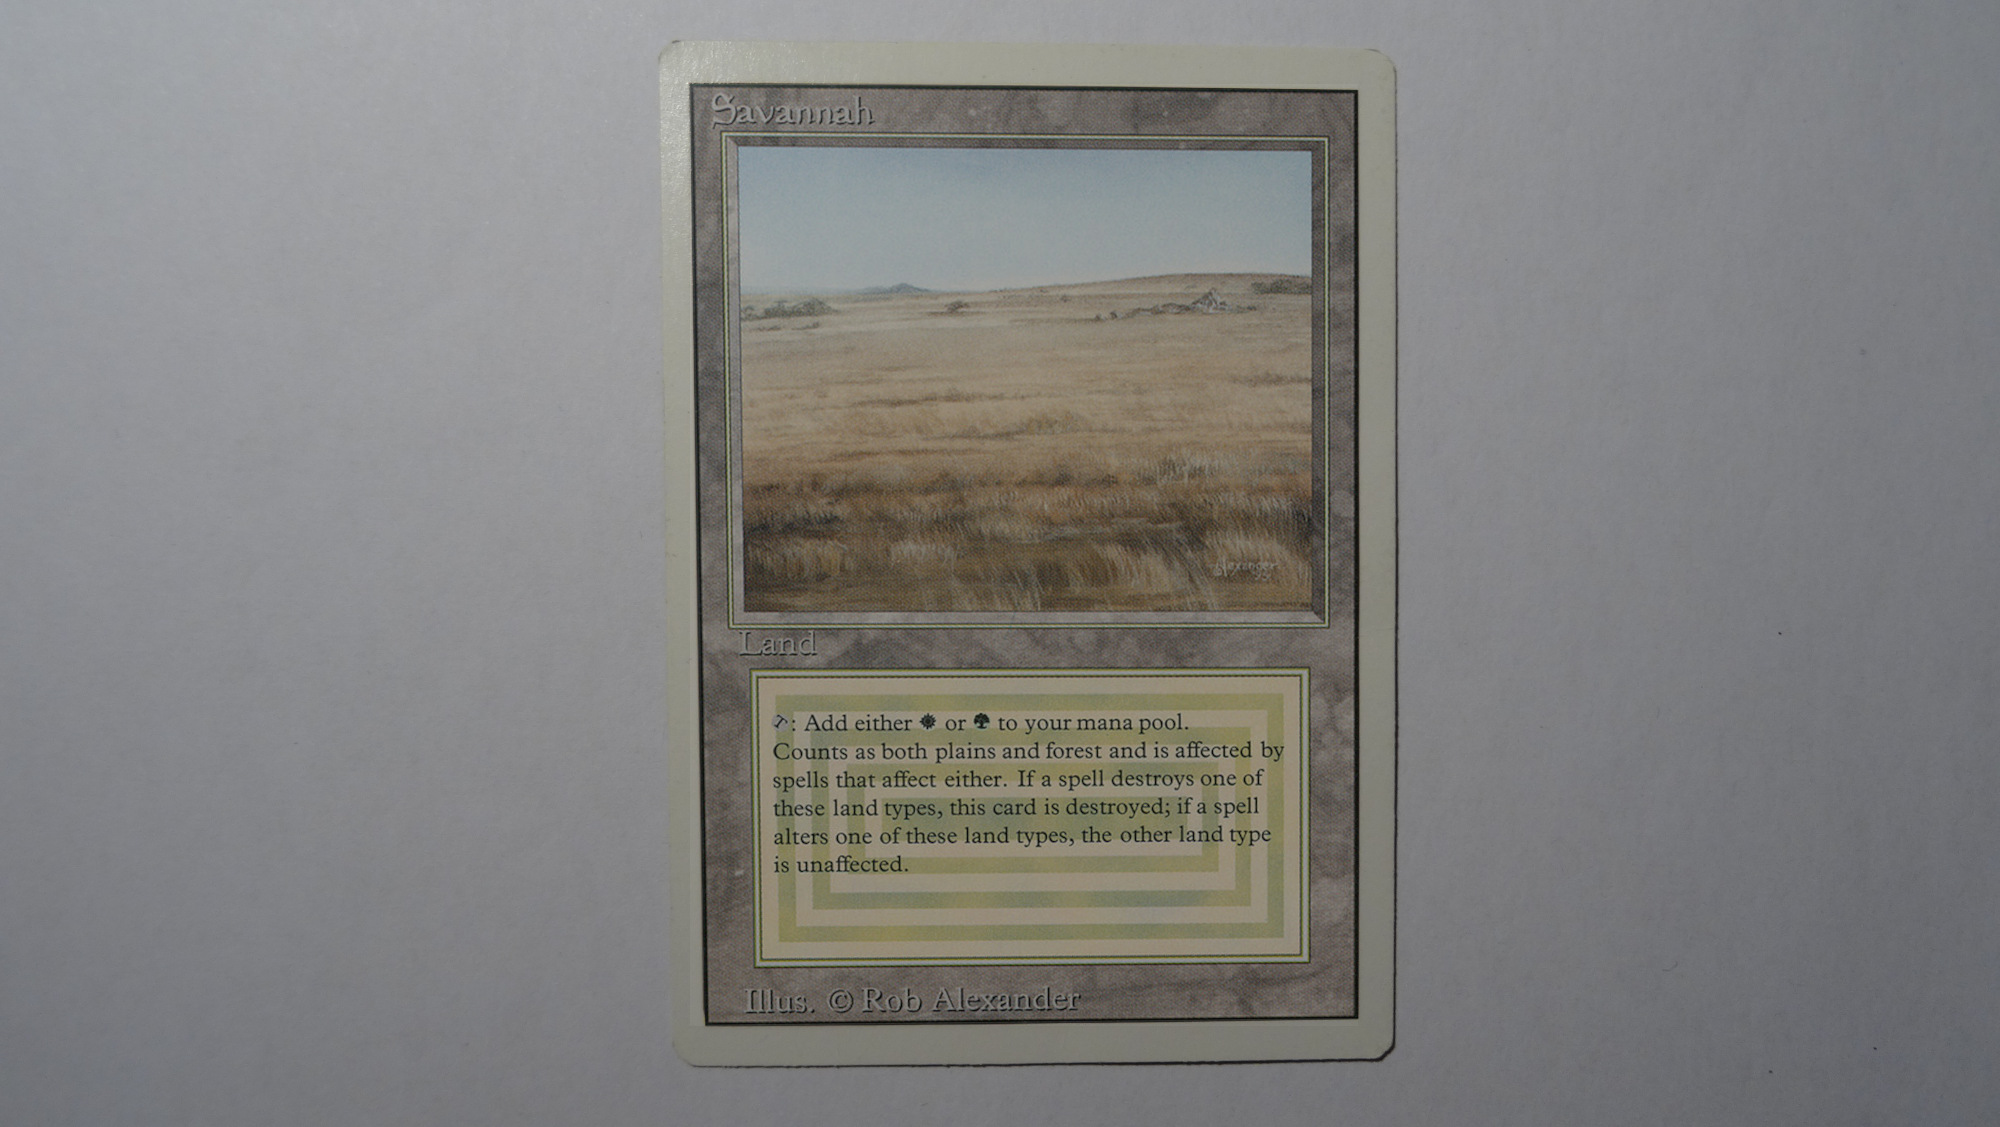 Savannah
Alexander
Land
T: Add either or to your mana pool.
Counts as both plains and forest and is affected by
spells that affect either. If a spell destroys one of
these land types, this card is destroyed; if a spell
alters one of these land types, the other land type
is unaffected.
Illus. © Rob Alexander